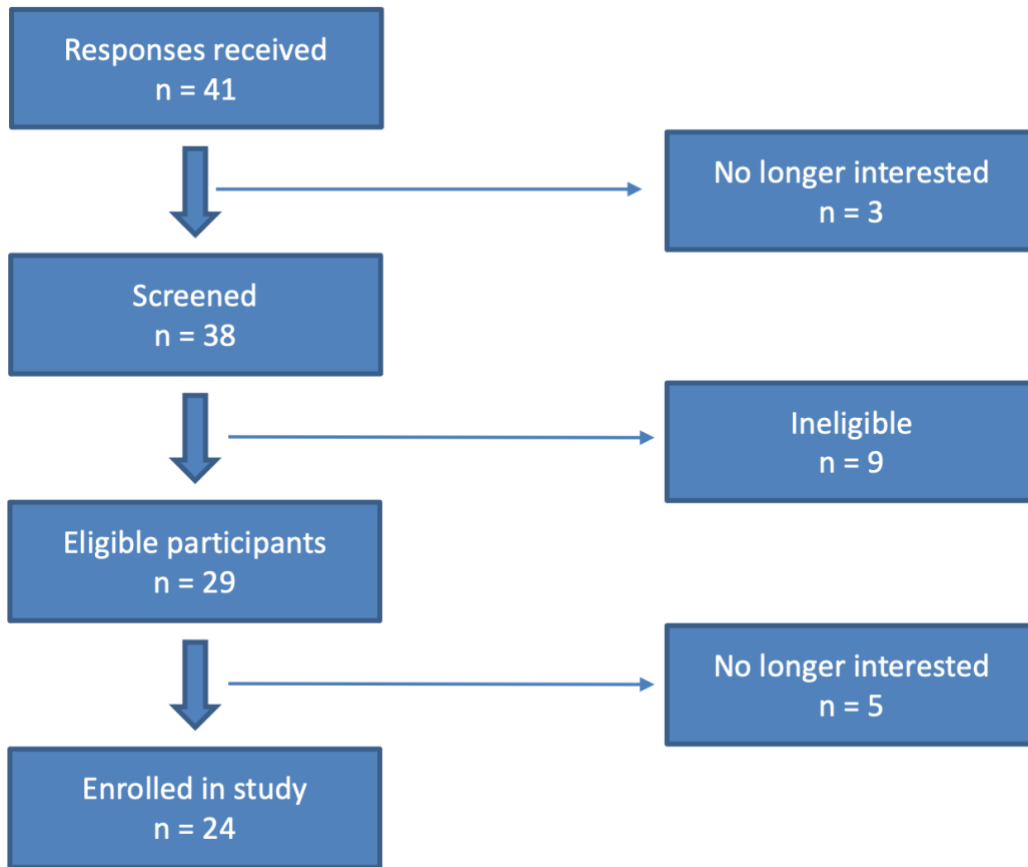 Responses received
n = 41
No longer interested
n = 3
Screened
n = 38
Ineligible
n = 9
Eligible participants
n = 29
No longer interested
n = 5
Enrolled in study
n = 24